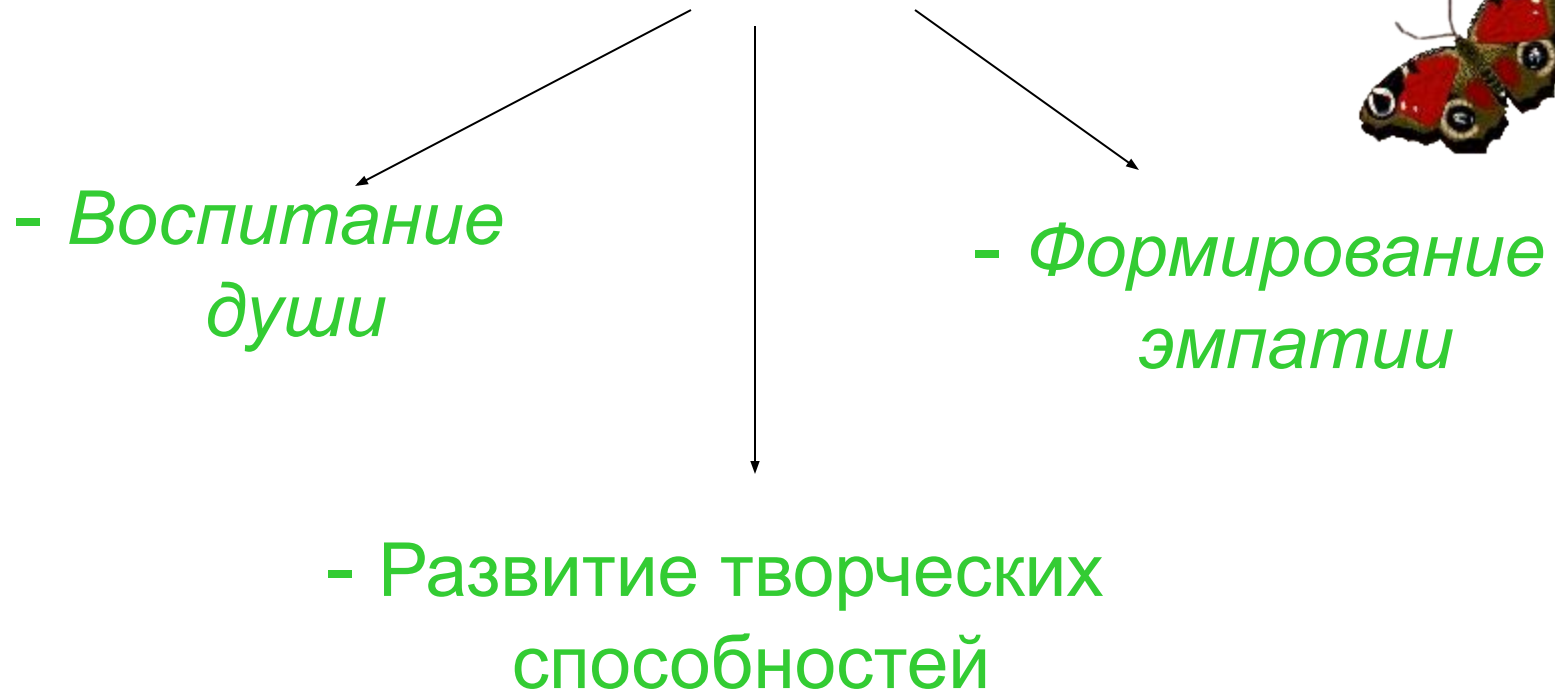 - Воспитание
души
- Формирование
эмпатии
- Развитие творческих
способностей